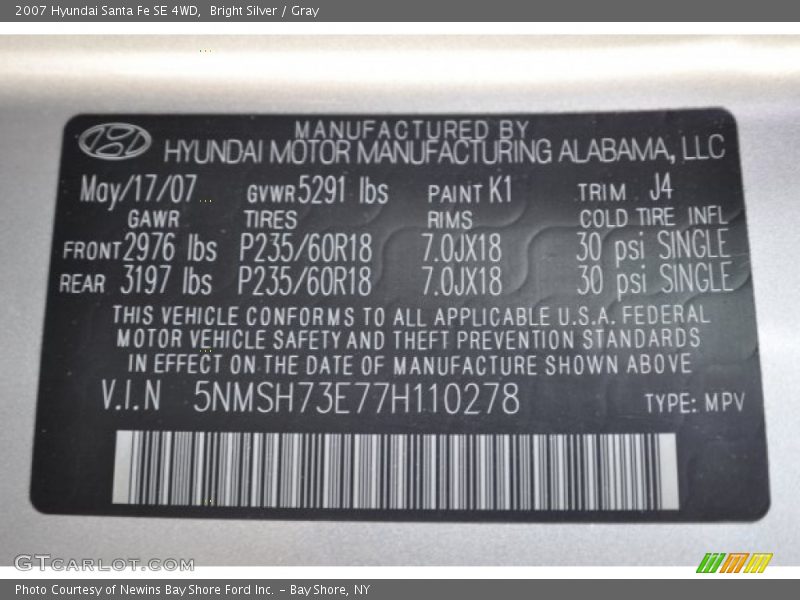 2007 Hyundai Santa Fe SE 4WD,  Bright Silver / Gray
MANUFACTURED BY
HYUNDAI MOTOR MANUFACTURING ALABAMA, LLC
May/17/07 GVWR 5291 lbs PAINT K1 TRIM J4
GAWR TIRES RIMS COLD TIRE INFL
FRONT 2976 lbs P235/60R18 7.0JX18 30 psi SINGLE
REAR 3197 lbs P235/60R18 7.0JX18 30 psi SINGLE
THIS VEHICLE CONFORMS TO ALL APPLICABLE U.S.A. FEDERAL
MOTOR VEHICLE SAFETY AND THEFT PREVENTION STANDARDS
IN EFFECT ON THE DATE OF MANUFACTURE SHOWN ABOVE
V.I.N 5NMSH73E77H110278 TYPE: MPV
GTCARLOT.COM
Photo Courtesy of Newins Bay Shore Ford Inc. - Bay Shore, NY